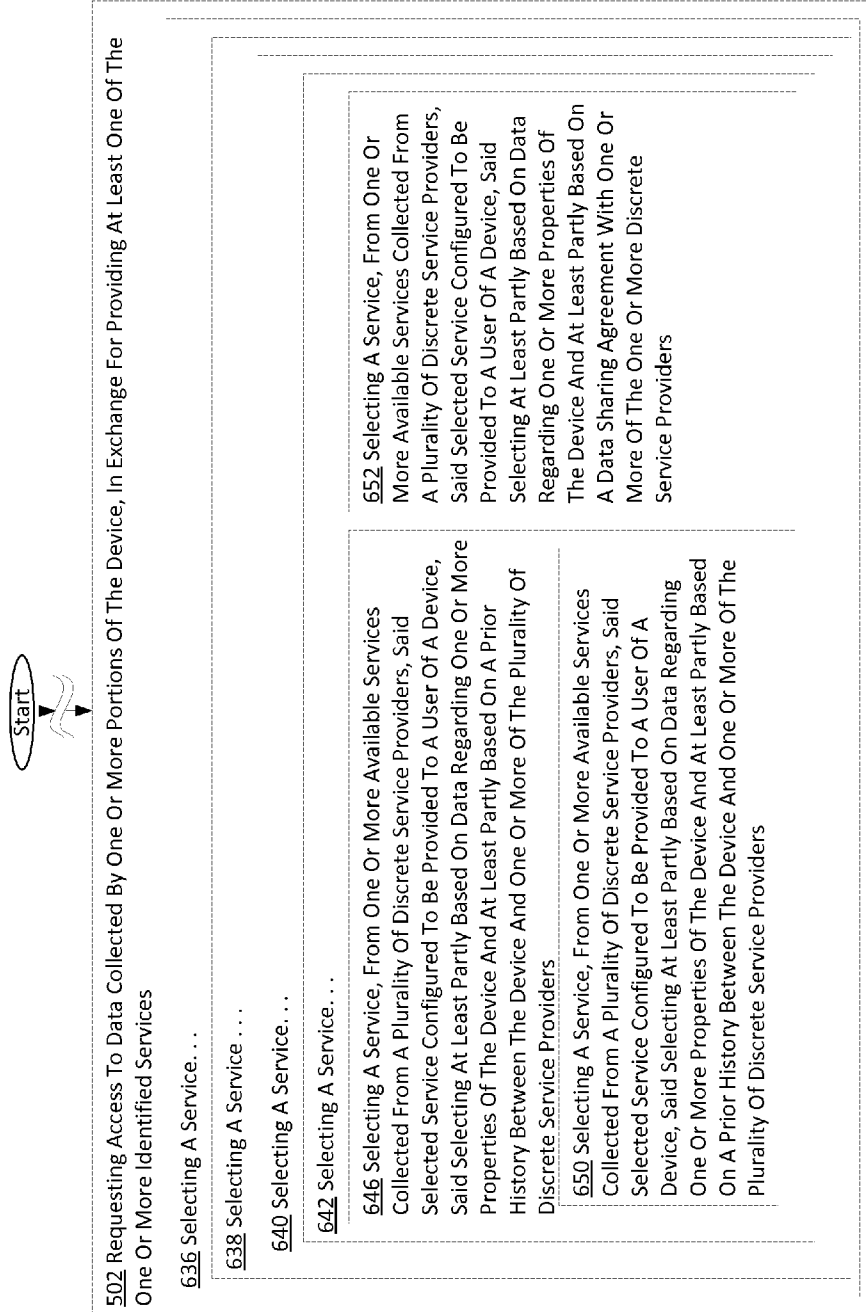 Start
502 Requesting Access To Data Collected By One Or More Portions Of The Device, In Exchange For Providing At Least One Of The
One Or More Identified Services
636 Selecting A Service. . .
638 Selecting A Service . . .
640 Selecting A Service. . .
642 Selecting A Service. . .
646 Selecting A Service, From One Or More Available Services
Collected From A Plurality Of Discrete Service Providers, Said
Selected Service Configured To Be Provided To A User Of A Device,
Said Selecting At Least Partly Based On Data Regarding One Or More
Properties Of The Device And At Least Partly Based On A Prior
History Between The Device And One Or More Of The Plurality Of
Discrete Service Providers
650 Selecting A Service, From One Or More Available Services
Collected From A Plurality Of Discrete Service Providers, Said
Selected Service Configured To Be Provided To A User Of A
Device, Said Selecting At Least Partly Based On Data Regarding
One Or More Properties Of The Device And At Least Partly Based
On A Prior History Between The Device And One Or More Of The
Plurality Of Discrete Service Providers
652 Selecting A Service, From One Or
More Available Services Collected From
A Plurality Of Discrete Service Providers,
Said Selected Service Configured To Be
Provided To A User Of A Device, Said
Selecting At Least Partly Based On Data
Regarding One Or More Properties Of
The Device And At Least Partly Based On
A Data Sharing Agreement With One Or
More Of The One Or More Discrete
Service Providers